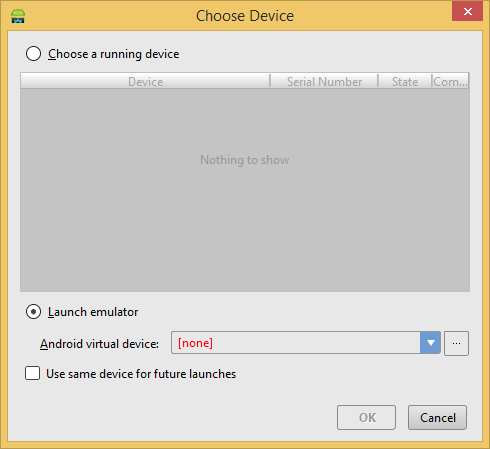 Choose Device
Choose a running device
Device Serial Number State Com...
Nothing to show
Launch emulator
Android virtual device: [none] ...
Use same device for future launches
OK Cancel